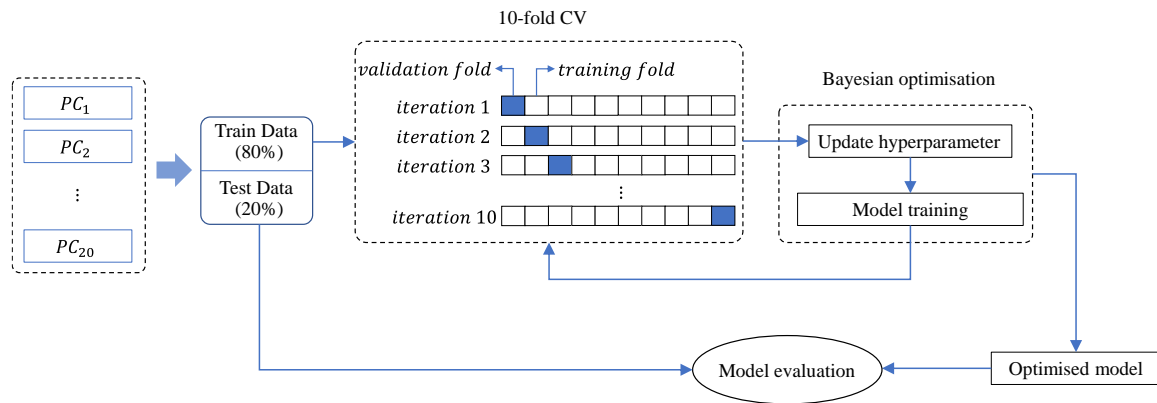 10-fold CV
PC₁
PC₂
⋮
PC₂₀
Train Data
(80%)
Test Data
(20%)
validation fold
training fold
iteration 1
iteration 2
iteration 3
⋮
iteration 10
Bayesian optimisation
Update hyperparameter
Model training
Model evaluation
Optimised model